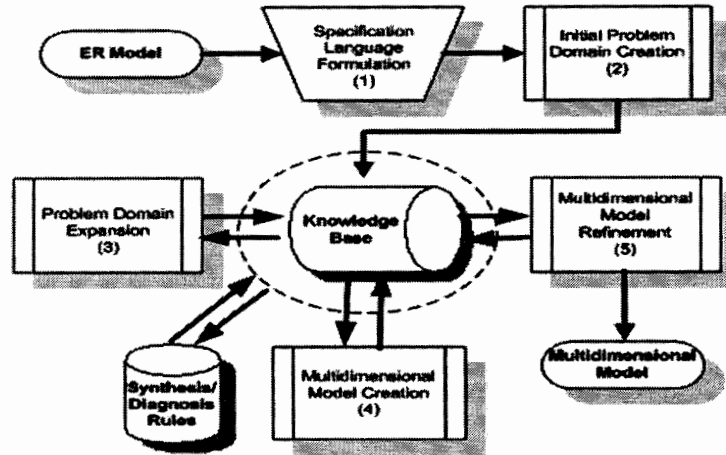 ER Model
Specification
Language
Formulation
(1)
Initial Problem
Domain Creation
(2)
Problem Domain
Expansion
(3)
Knowledge
Base
Multidimensional
Model
Refinement
(5)
Synthesis/
Diagnosis
Rules
Multidimensional
Model Creation
(4)
Multidimensional
Model